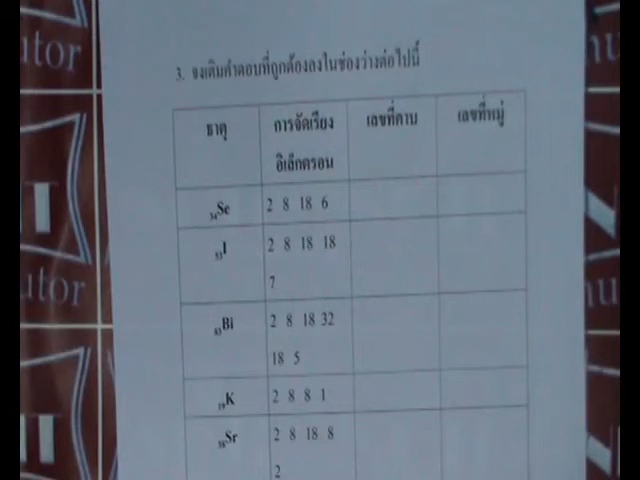 3. จงเติมคำตอบที่ถูกต้องลงในช่องว่างต่อไปนี้
ธาตุ การจัดเรียง เลขที่คาบ เลขที่หมู่
อิเล็กตรอน
₃₄Se 2 8 18 6
₅₃I 2 8 18 18
7
₈₃Bi 2 8 18 32
18 5
₁₉K 2 8 8 1
₃₈Sr 2 8 18 8
2
utor
utor